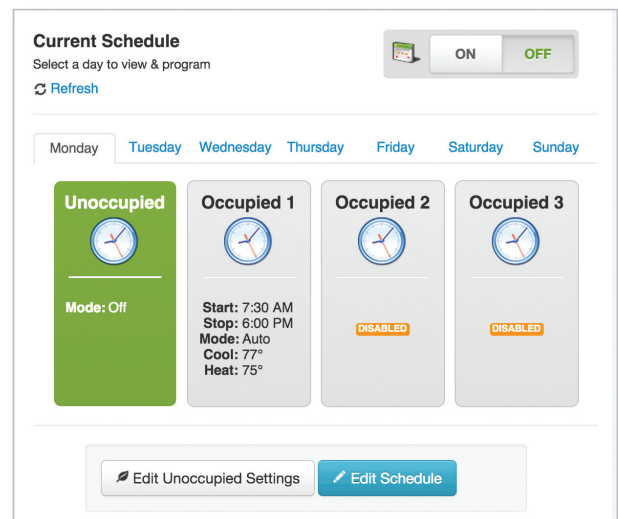 Current Schedule
Select a day to view & program
Refresh
ON
OFF
Monday
Tuesday
Wednesday
Thursday
Friday
Saturday
Sunday
Unoccupied
Mode: Off
Occupied 1
Start: 7:30 AM
Stop: 6:00 PM
Mode: Auto
Cool: 77°
Heat: 75°
Occupied 2
DISABLED
Occupied 3
DISABLED
Edit Unoccupied Settings
Edit Schedule